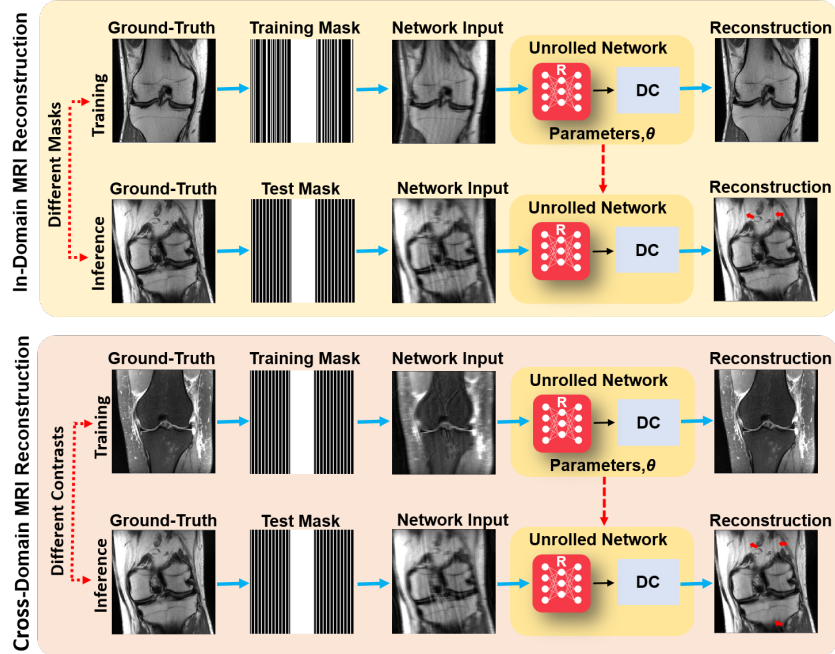 In-Domain MRI Reconstruction
Different Masks
Training
Ground-Truth
Training Mask
Network Input
Unrolled Network
R
DC
Parameters,θ
Reconstruction
Inference
Ground-Truth
Test Mask
Network Input
Unrolled Network
R
DC
Reconstruction
Cross-Domain MRI Reconstruction
Different Contrasts
Training
Ground-Truth
Training Mask
Network Input
Unrolled Network
R
DC
Parameters,θ
Reconstruction
Inference
Ground-Truth
Test Mask
Network Input
Unrolled Network
R
DC
Reconstruction